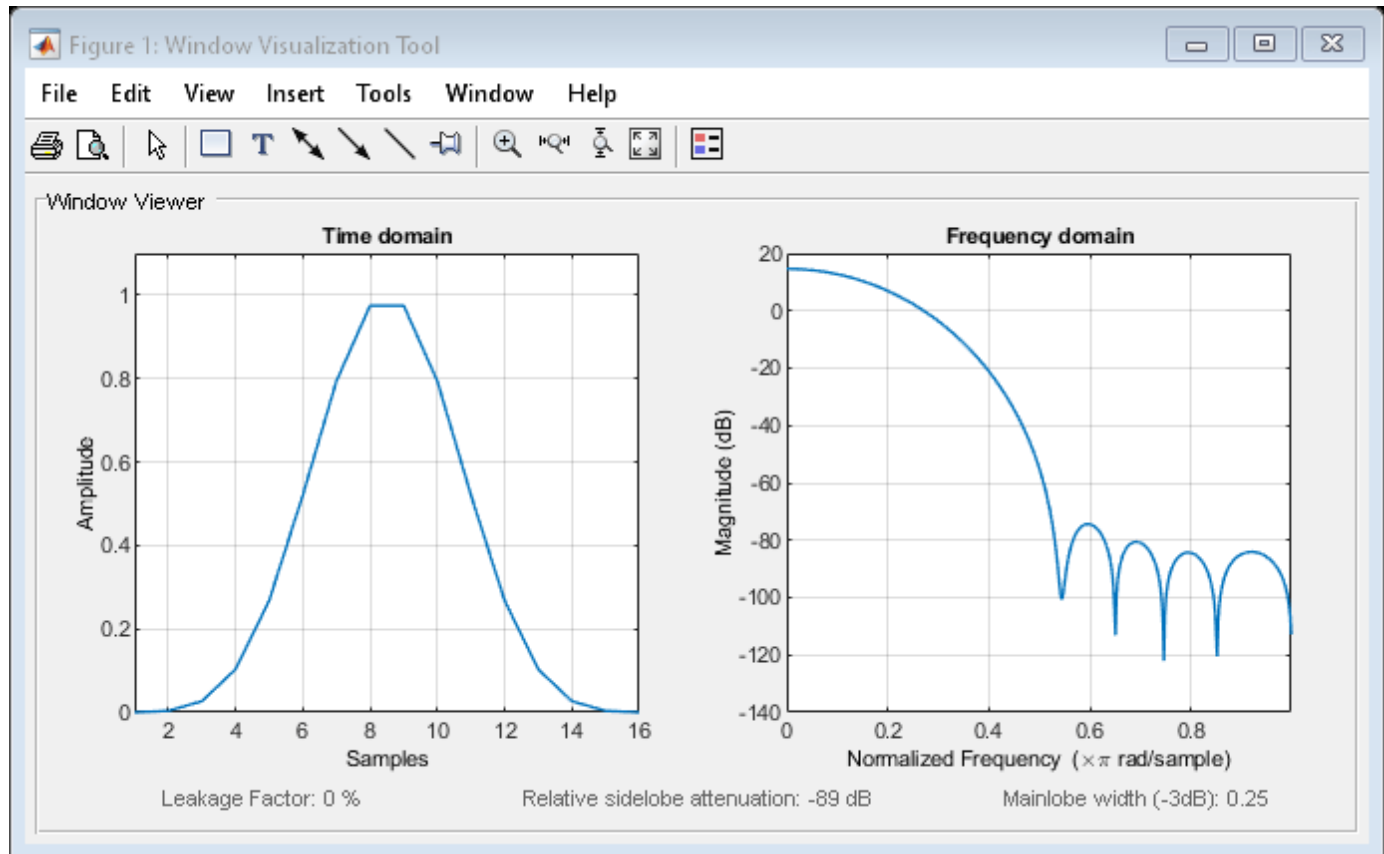 Figure 1: Window Visualization Tool
File Edit View Insert Tools Window Help
T
Window Viewer
Time domain
1
0.8
0.6
0.4
0.2
0
Amplitude
2 4 6 8 10 12 14 16
Samples
Frequency domain
20
0
-20
-40
-60
-80
-100
-120
-140
Magnitude (dB)
0 0.2 0.4 0.6 0.8
Normalized Frequency (×π rad/sample)
Leakage Factor: 0 % Relative sidelobe attenuation: -89 dB Mainlobe width (-3dB): 0.25